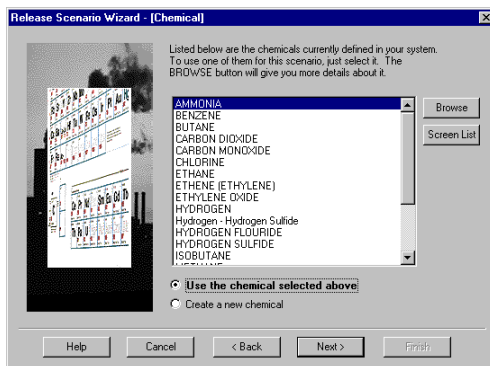 Release Scenario Wizard - [Chemical]
Listed below are the chemicals currently defined in your system.
To use one of them for this scenario, just select it. The
BROWSE button will give you more details about it.
AMMONIA
BENZENE
BUTANE
CARBON DIOXIDE
CARBON MONOXIDE
CHLORINE
ETHANE
ETHENE (ETHYLENE)
ETHYLENE OXIDE
HYDROGEN
Hydrogen - Hydrogen Sulfide
HYDROGEN FLOURIDE
HYDROGEN SULFIDE
ISOBUTANE
Browse
Screen List
Use the chemical selected above
Create a new chemical
Help
Cancel
< Back
Next >
Finish